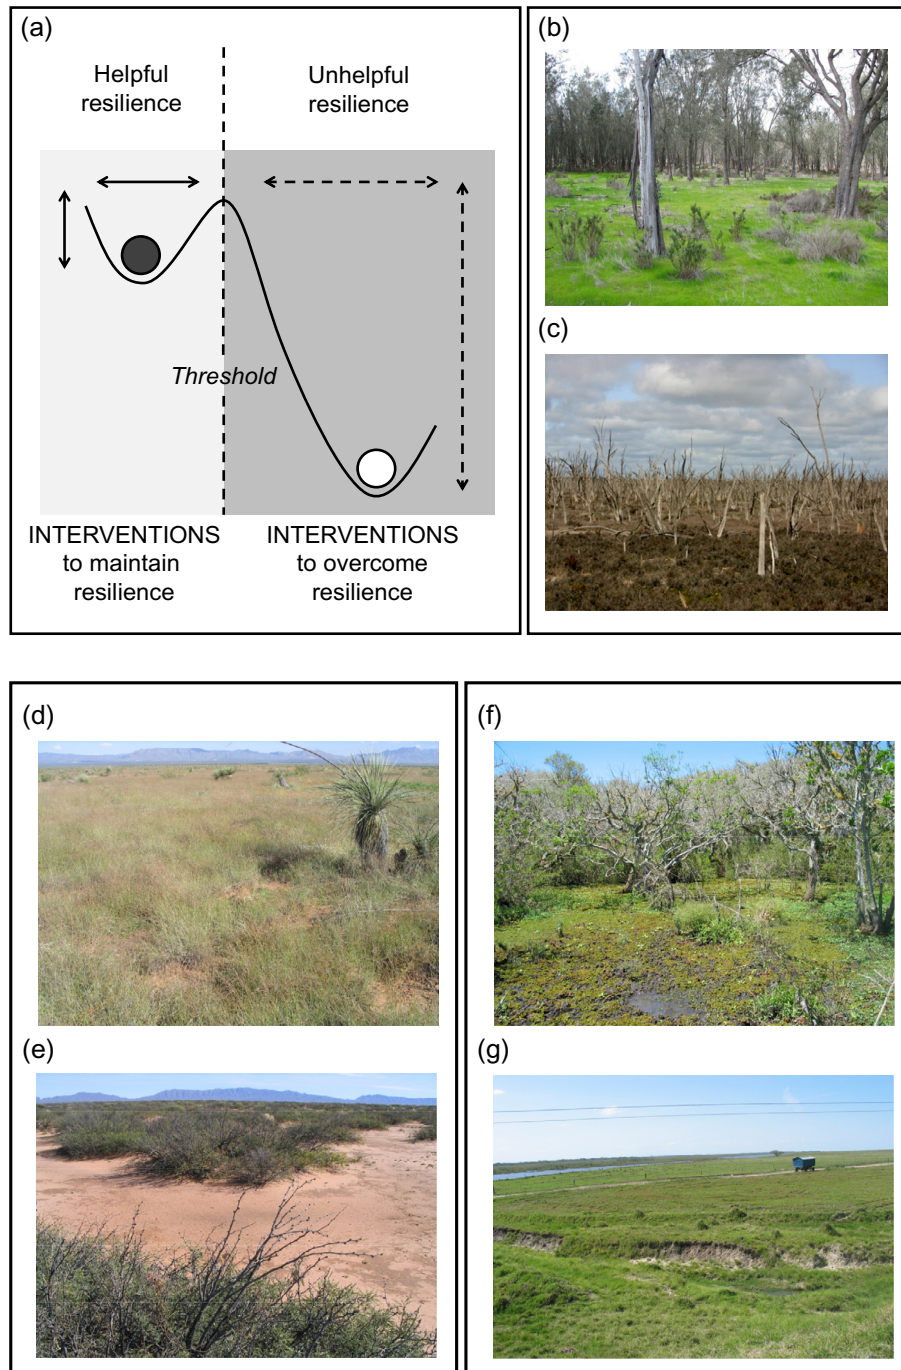 (a)
Helpful
resilience
Unhelpful
resilience
Threshold
INTERVENTIONS
to maintain
resilience
INTERVENTIONS
to overcome
resilience
(b)
(c)
(d)
(e)
(f)
(g)